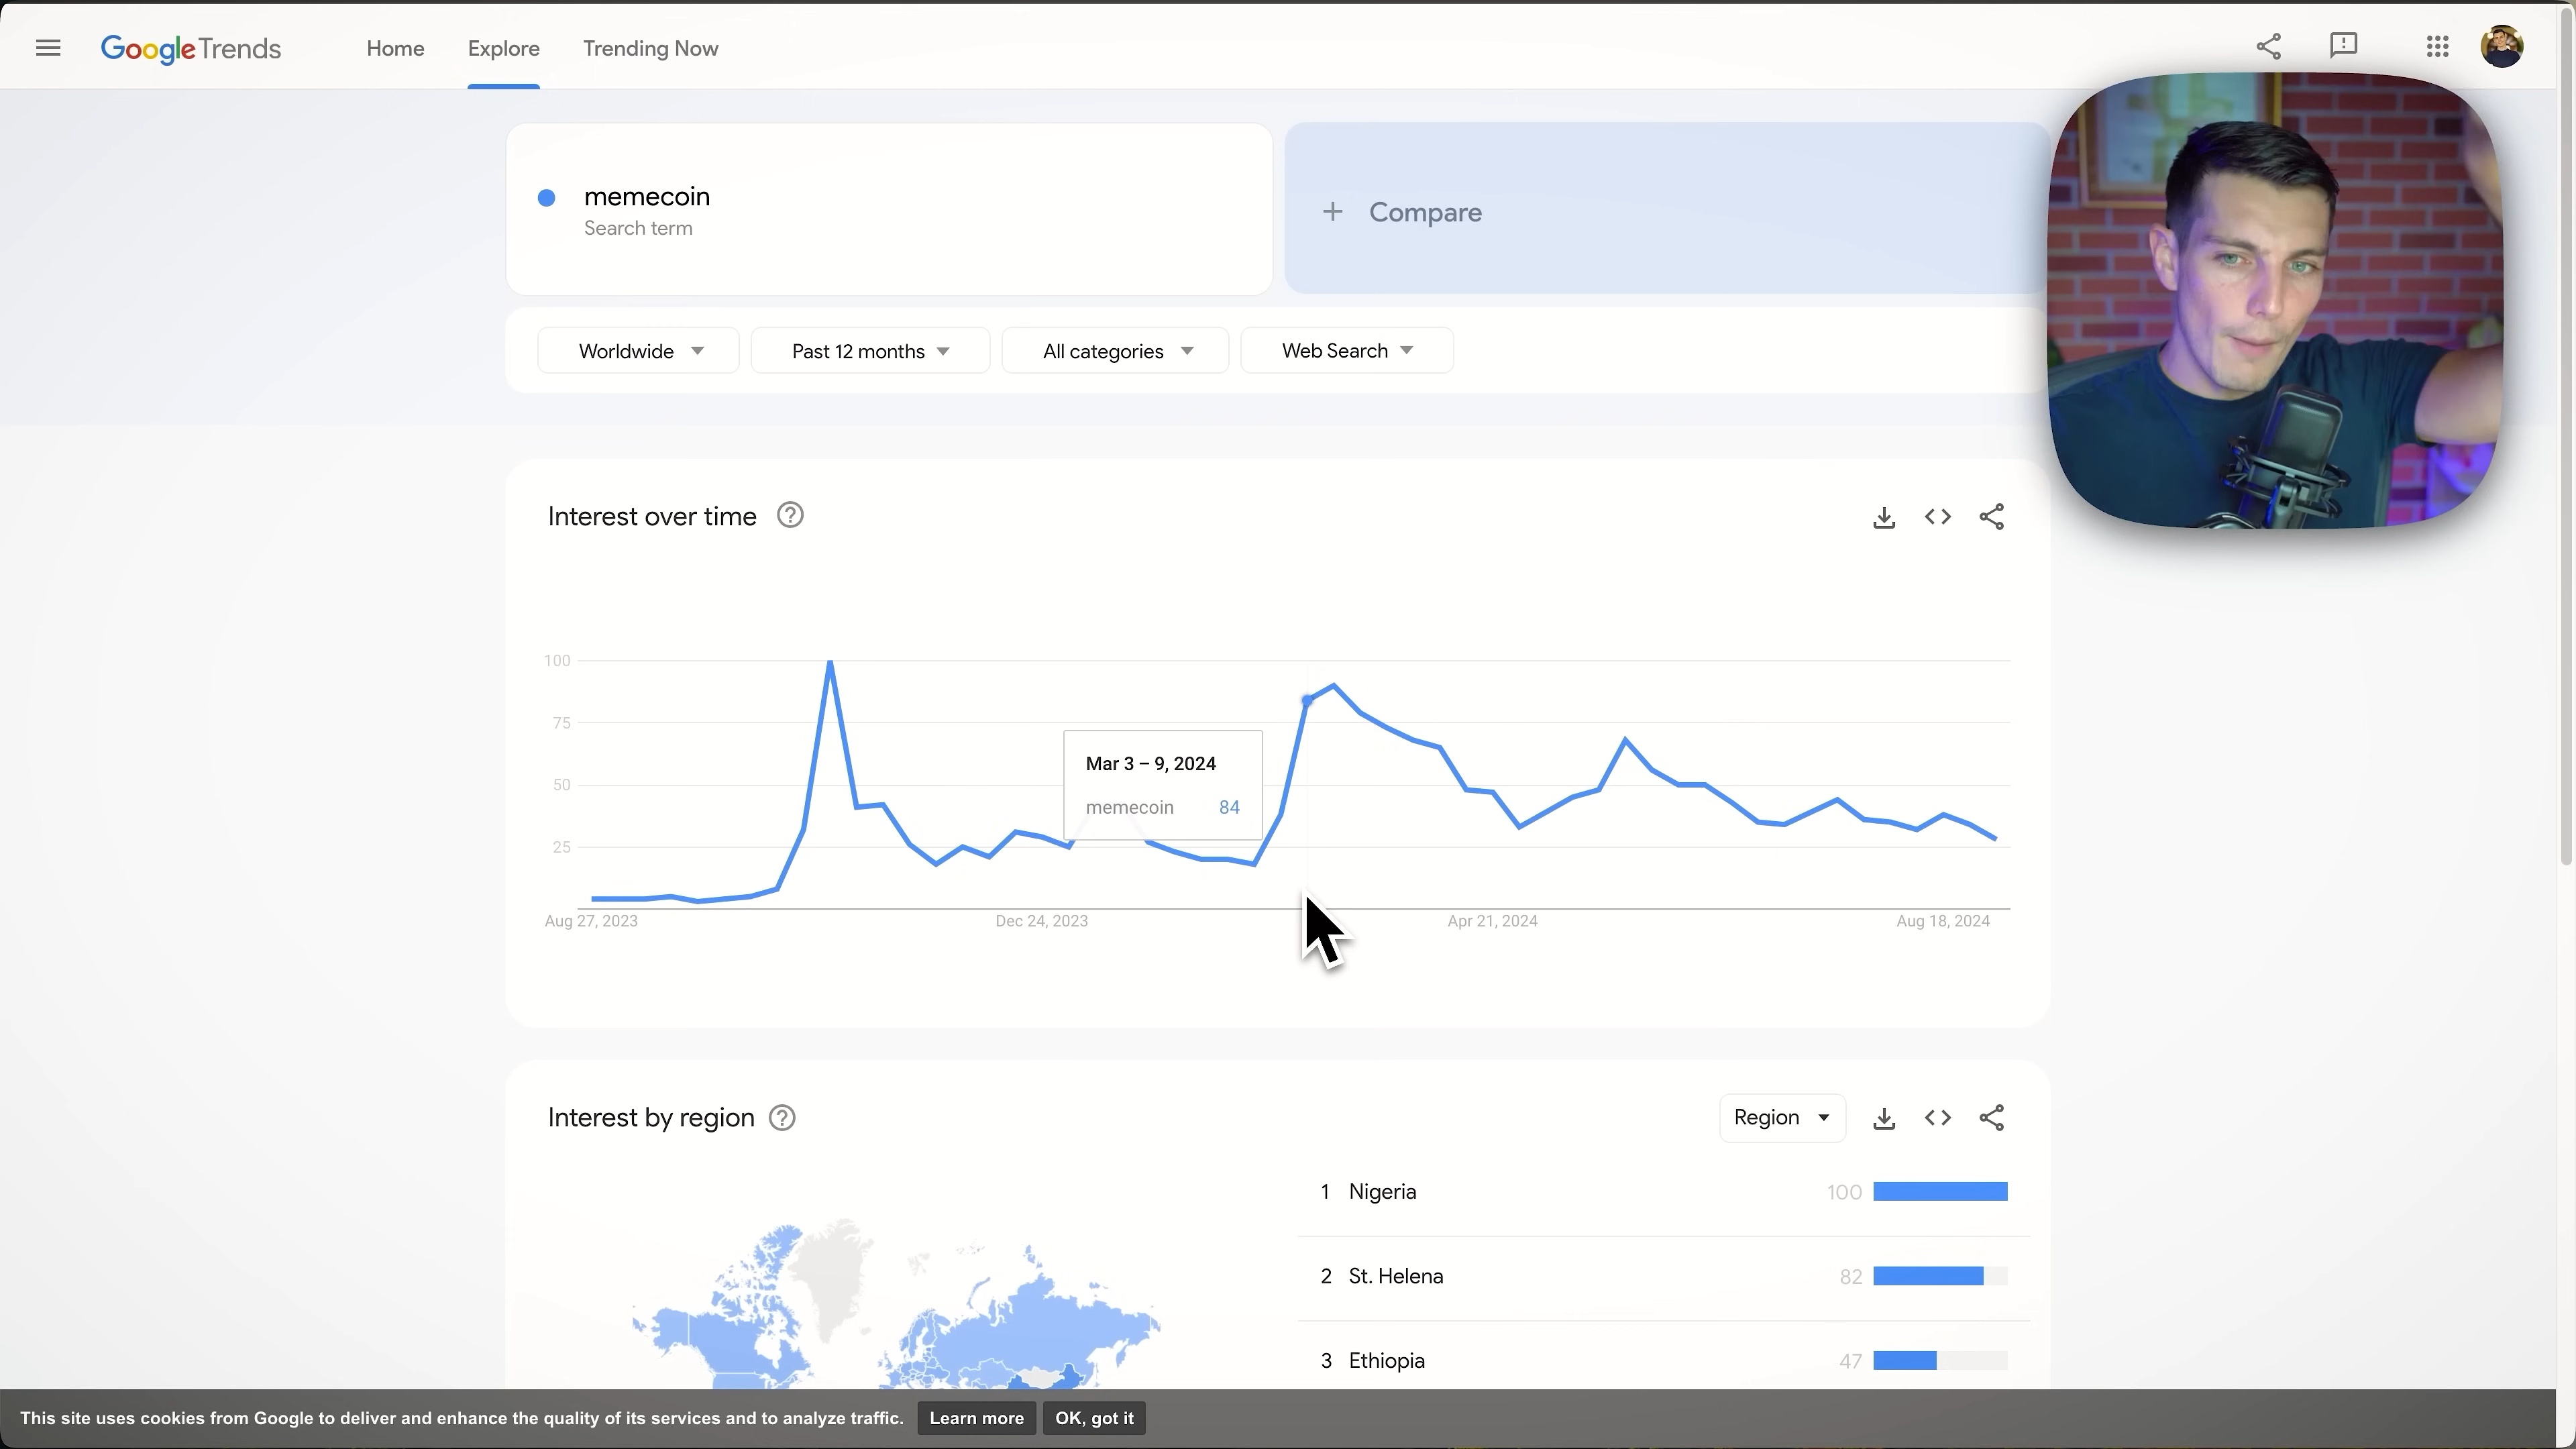 Google Trends
Home
Explore
Trending Now
memecoin
Search term
+ Compare
Worldwide
Past 12 months
All categories
Web Search
Interest over time
100
75
50
25
Mar 3 – 9, 2024
memecoin 84
Aug 27, 2023
Dec 24, 2023
Apr 21, 2024
Aug 18, 2024
Interest by region
Region
1 Nigeria 100
2 St. Helena 82
3 Ethiopia 47
This site uses cookies from Google to deliver and enhance the quality of its services and to analyze traffic. Learn more OK, got it